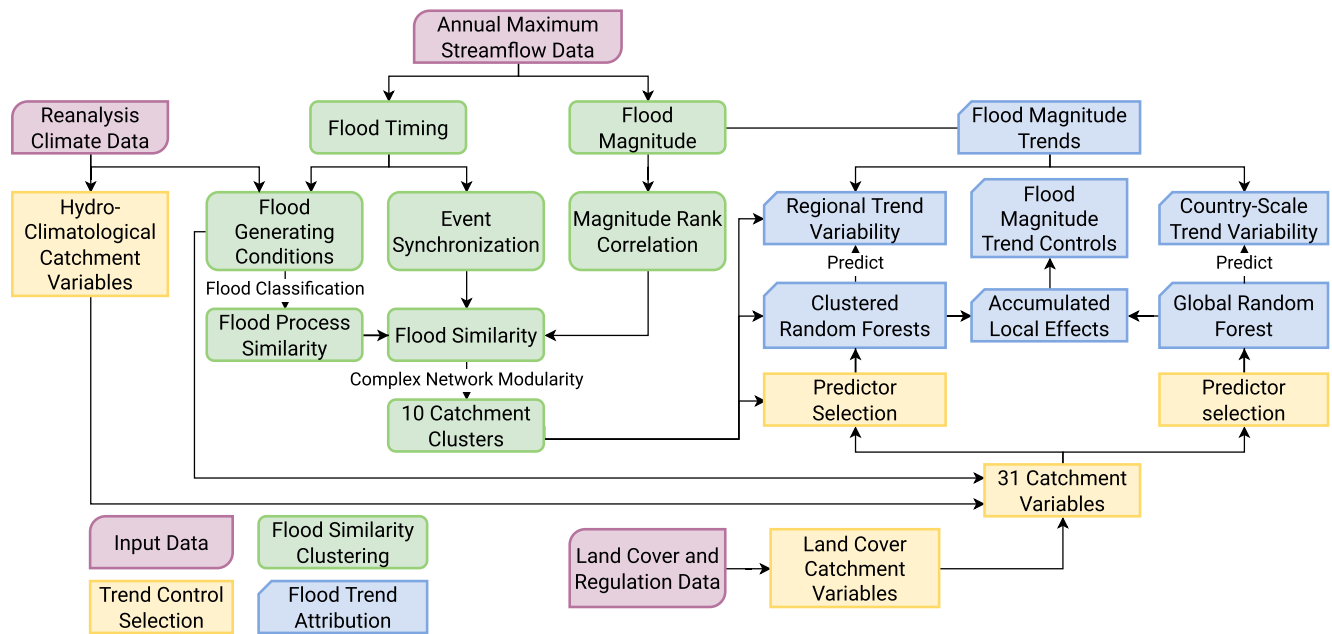 Annual Maximum
Streamflow Data
Reanalysis
Climate Data
Flood Timing
Flood
Magnitude
Flood Magnitude
Trends
Hydro-
Climatological
Catchment
Variables
Flood
Generating
Conditions
Event
Synchronization
Magnitude Rank
Correlation
Regional Trend
Variability
Flood
Magnitude
Trend Controls
Country-Scale
Trend Variability
Flood Classification
Predict
Predict
Flood Process
Similarity
Flood Similarity
Clustered
Random Forests
Accumulated
Local Effects
Global Random
Forest
Complex Network Modularity
10 Catchment
Clusters
Predictor
Selection
Predictor
selection
31 Catchment
Variables
Input Data
Flood Similarity
Clustering
Land Cover and
Regulation Data
Land Cover
Catchment
Variables
Trend Control
Selection
Flood Trend
Attribution